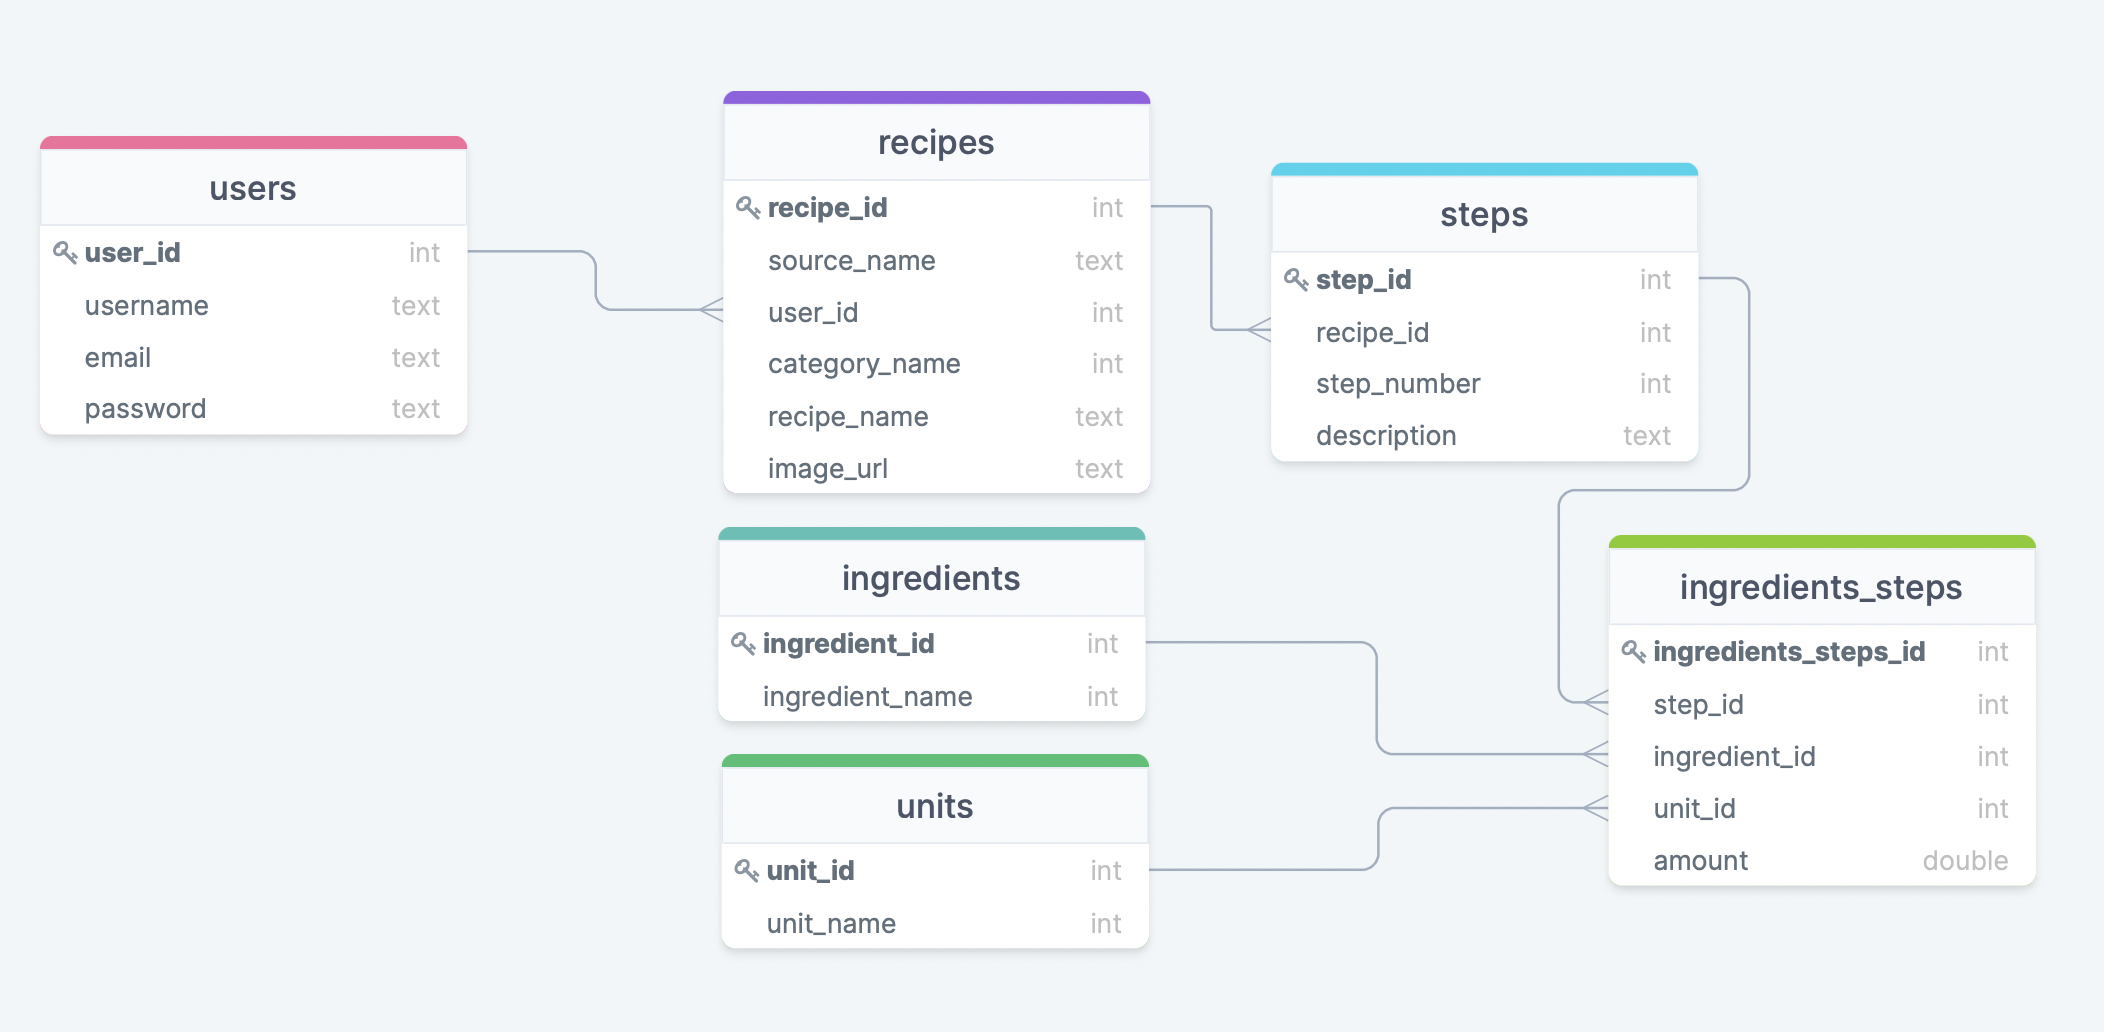 users
user_id int
username text
email text
password text
recipes
recipe_id int
source_name text
user_id int
category_name int
recipe_name text
image_url text
steps
step_id int
recipe_id int
step_number int
description text
ingredients
ingredient_id int
ingredient_name int
units
unit_id int
unit_name int
ingredients_steps
ingredients_steps_id int
step_id int
ingredient_id int
unit_id int
amount double